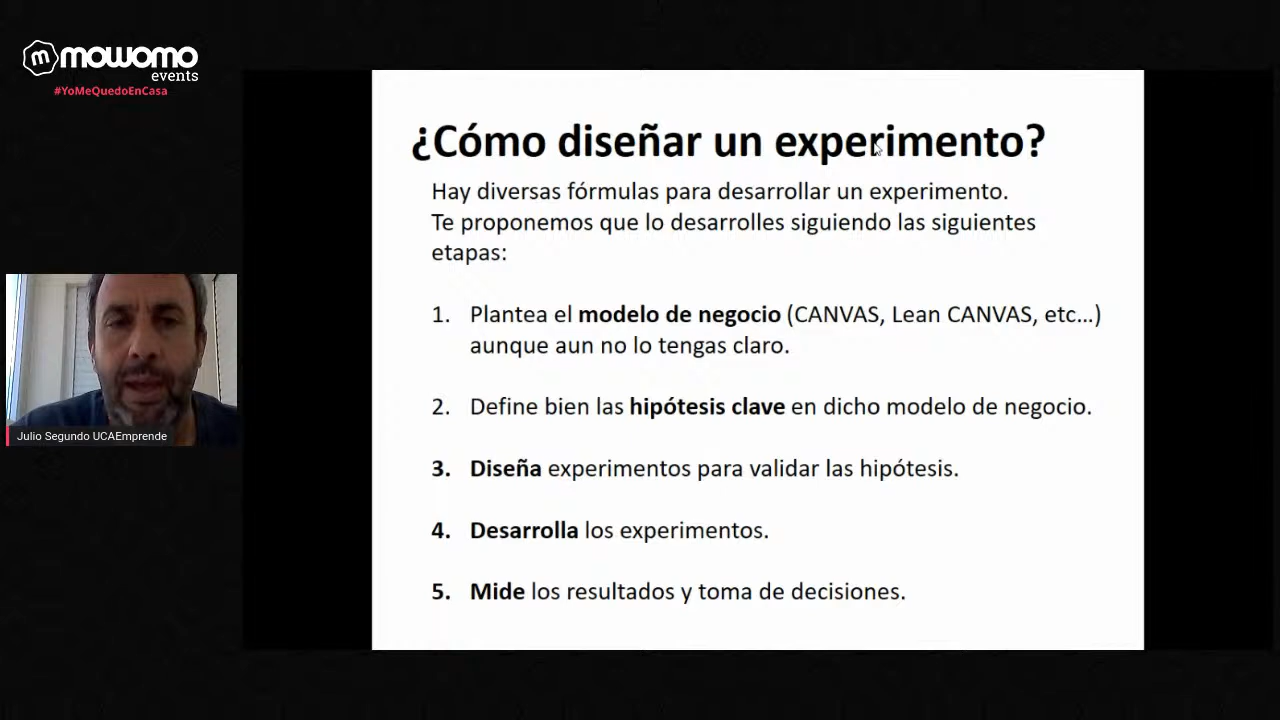 mowomo
events
#YoMeQuedoEnCasa
¿Cómo diseñar un experimento?
Hay diversas fórmulas para desarrollar un experimento.
Te proponemos que lo desarrolles siguiendo las siguientes
etapas:
1. Plantea el modelo de negocio (CANVAS, Lean CANVAS, etc…)
aunque aun no lo tengas claro.
2. Define bien las hipótesis clave en dicho modelo de negocio.
3. Diseña experimentos para validar las hipótesis.
4. Desarrolla los experimentos.
5. Mide los resultados y toma de decisiones.
Julio Segundo UCAEmprende